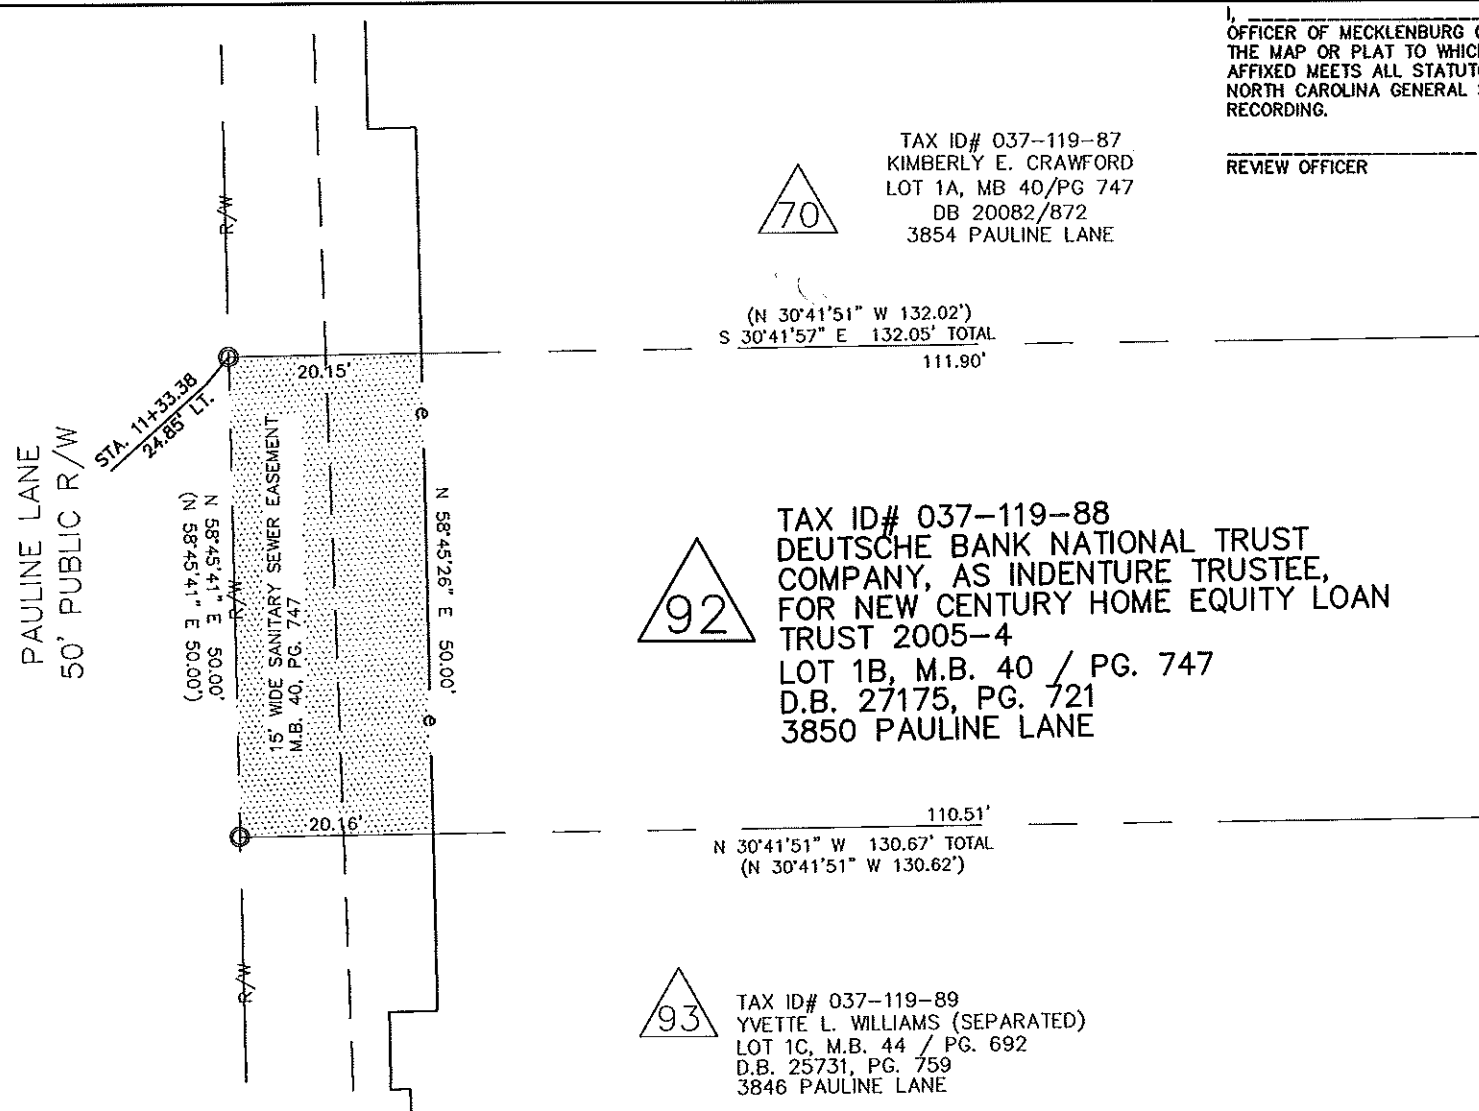 I,
OFFICER OF MECKLENBURG
THE MAP OR PLAT TO WHICH
AFFIXED MEETS ALL
NORTH CAROLINA GENERAL
RECORDING.
REVIEW OFFICER
TAX ID# 037-119-87
KIMBERLY E. CRAWFORD
LOT 1A, MB 40/PG 747
DB 20082/872
3854 PAULINE LANE
70
R/W
(N 30°41'51" W 132.02')
S 30°41'57" E 132.05' TOTAL
111.90'
20.15'
STA. 11+33.38
24.85' LT.
e
PAULINE LANE
50' PUBLIC R/W
N 58°45'41" E 50.00'
(N 58°45'41" E 50.00')
R/W
15' WIDE SANITARY SEWER EASEMENT
M.B. 40, PG. 747
N 58°45'26" E 50.00'
e
92
TAX ID# 037-119-88
DEUTSCHE BANK NATIONAL TRUST
COMPANY, AS INDENTURE TRUSTEE,
FOR NEW CENTURY HOME EQUITY LOAN
TRUST 2005-4
LOT 1B, M.B. 40 / PG. 747
D.B. 27175, PG. 721
3850 PAULINE LANE
20.16'
110.51'
N 30°41'51" W 130.67' TOTAL
(N 30°41'51" W 130.62')
R/W
93
TAX ID# 037-119-89
YVETTE L. WILLIAMS (SEPARATED)
LOT 1C, M.B. 44 / PG. 692
D.B. 25731, PG. 759
3846 PAULINE LANE